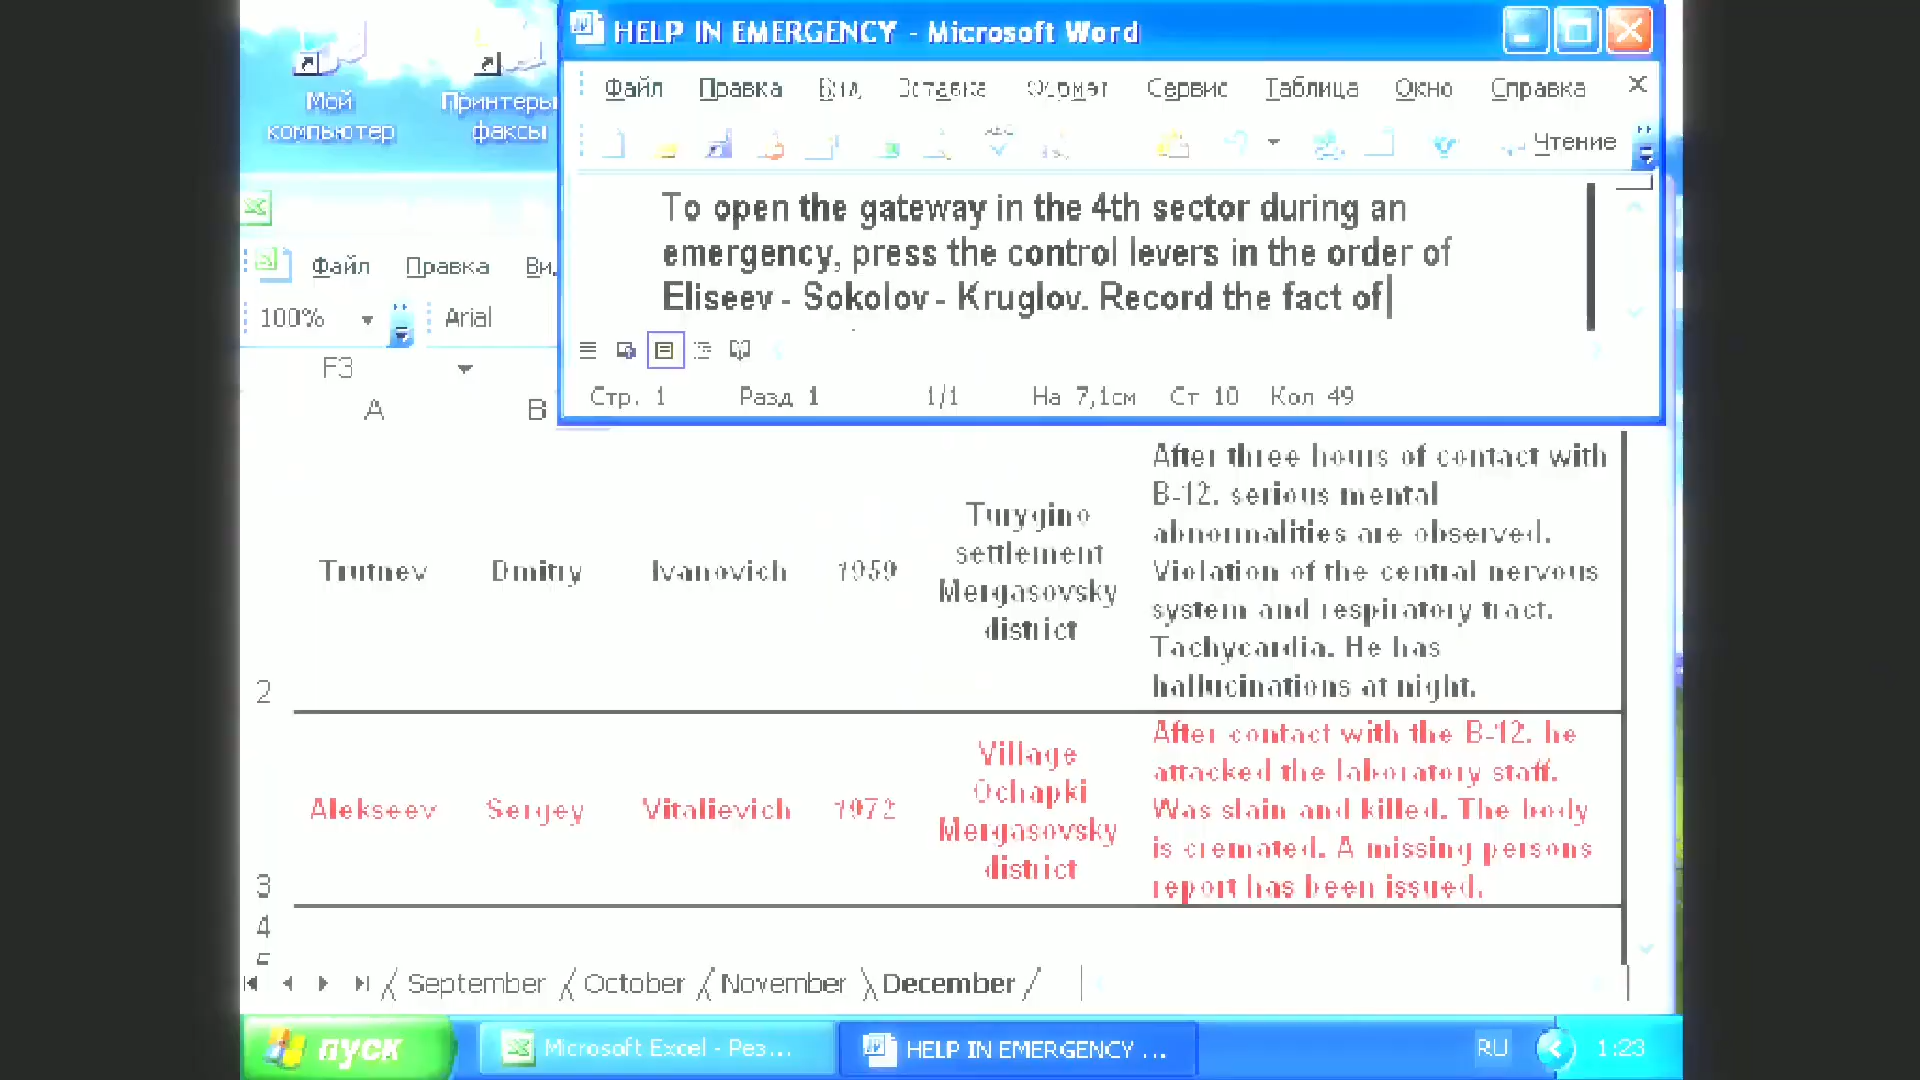 Мой компьютер
Принтеры
факсы
HELP IN EMERGENCY - Microsoft Word
Файл Правка Вид Вставка Формат Сервис Таблица Окно Справка
Чтение
To open the gateway in the 4th sector during an
emergency, press the control levers in the order of
Eliseev - Sokolov - Kruglov. Record the fact of
Стр. 1 Разд 1 1/1 На 7,1см Ст 10 Кол 49
Файл Правка Ви
100% Arial
F3
A B
2 Trutnev Dmitry Ivanovich 1959
Turygino
settlement
Mergasovsky
district
After three hours of contact with
B-12. serious mental
abnormalities are observed.
Violation of the central nervous
system and respiratory tract.
Tachycardia. He has
hallucinations at night.
3 Alekseev Sergey Vitalievich 1972
Village
Ochapki
Mergasovsky
district
After contact with the B-12. he
attacked the laboratory staff.
Was slain and killed. The body
is cremated. A missing persons
report has been issued.
4
September October November December
пуск Microsoft Excel - Рез... HELP IN EMERGENCY ... RU 1:23